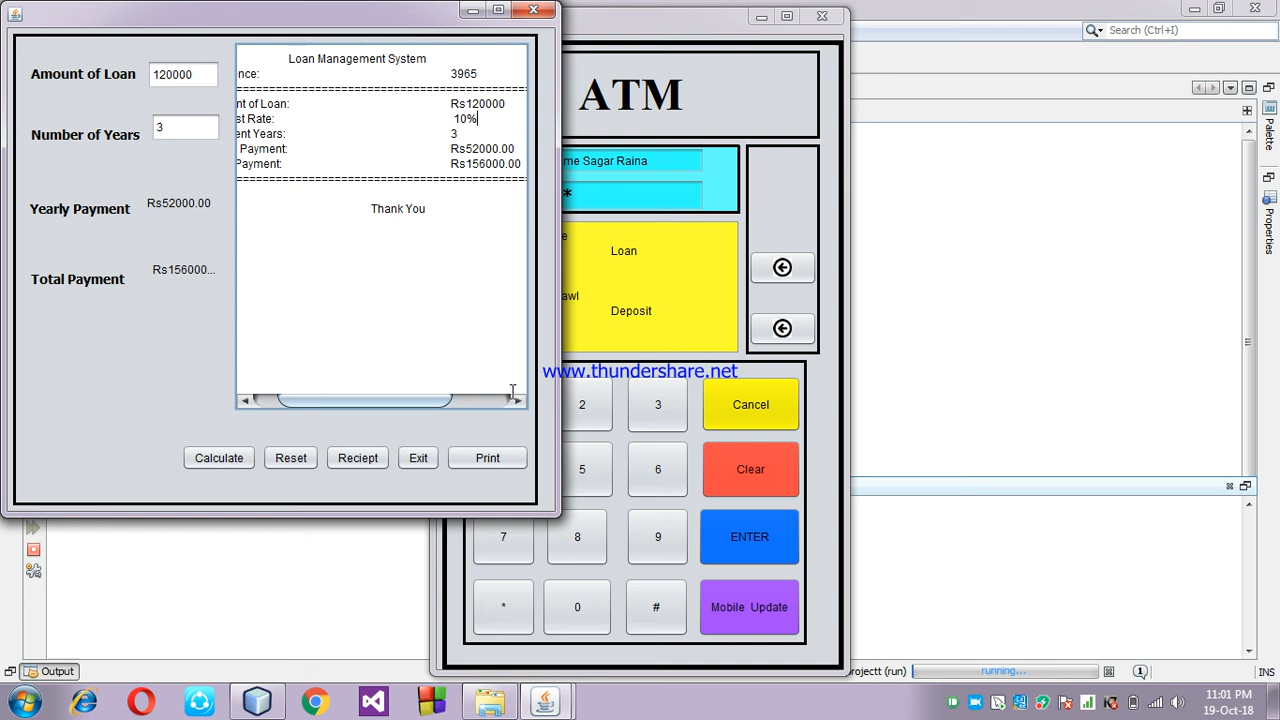 Search (Ctrl+I)
Amount of Loan
120000
Number of Years
3
Yearly Payment
Rs52000.00
Total Payment
Rs156000...
Loan Management System
nce: 3965
===================================
nt of Loan: Rs120000
st Rate: 10%
ent Years: 3
Payment: Rs52000.00
Payment: Rs156000.00
===================================
Thank You
Calculate
Reset
Reciept
Exit
Print
ATM
me Sagar Raina
*
e
Loan
awl
Deposit
www.thundershare.net
2
3
Cancel
5
6
Clear
7
8
9
ENTER
*
0
#
Mobile Update
Palette
Properties
Output
projectt (run)
running...
1
INS
11:01 PM
19-Oct-18